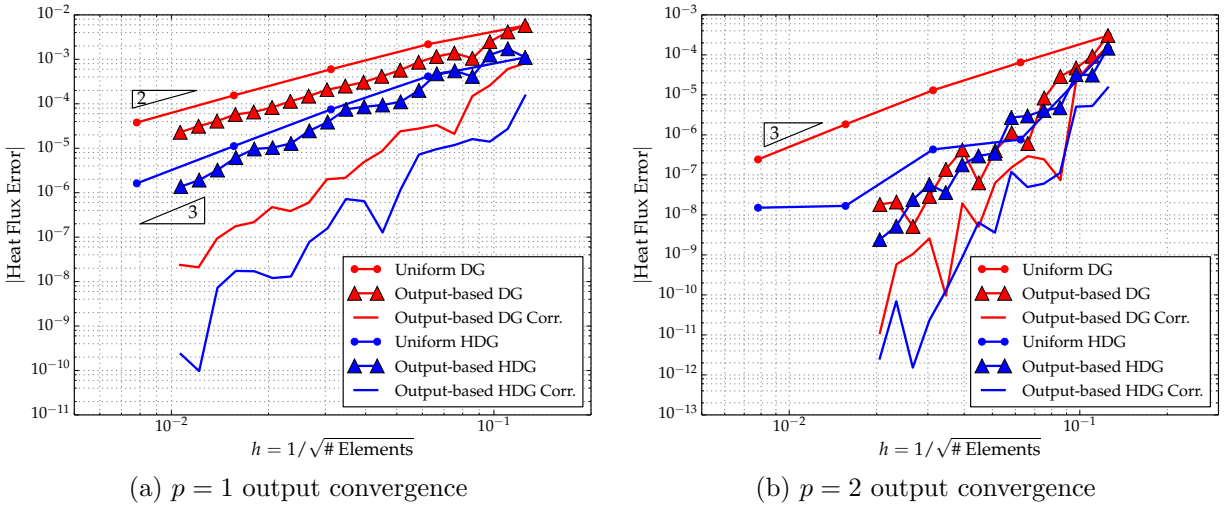 10^{-2}
10^{-3}
10^{-4}
10^{-5}
10^{-6}
10^{-7}
10^{-8}
10^{-9}
10^{-10}
10^{-11}
|Heat Flux Error|
2
3
Uniform DG
Output-based DG
Output-based DG Corr.
Uniform HDG
Output-based HDG
Output-based HDG Corr.
10^{-2}
10^{-1}
h = 1/√# Elements
(a) p = 1 output convergence
10^{-3}
10^{-4}
10^{-5}
10^{-6}
10^{-7}
10^{-8}
10^{-9}
10^{-10}
10^{-11}
10^{-12}
10^{-13}
|Heat Flux Error|
3
Uniform DG
Output-based DG
Output-based DG Corr.
Uniform HDG
Output-based HDG
Output-based HDG Corr.
10^{-2}
10^{-1}
h = 1/√# Elements
(b) p = 2 output convergence